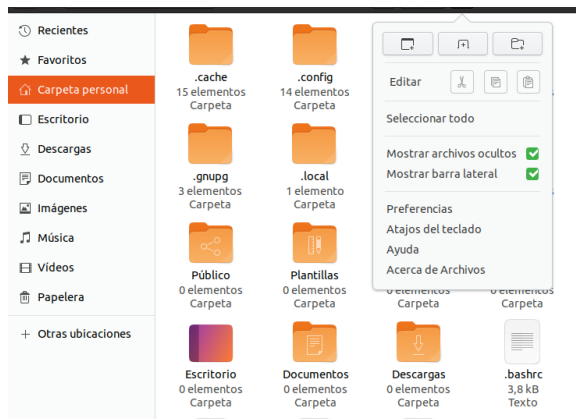 Recientes
Favoritos
Carpeta personal
Escritorio
Descargas
Documentos
Imágenes
Música
Vídeos
Papelera
+ Otras ubicaciones
.cache
15 elementos
Carpeta
.config
14 elementos
Carpeta
.gnupg
3 elementos
Carpeta
.local
1 elemento
Carpeta
Público
0 elementos
Carpeta
Plantillas
0 elementos
Carpeta
0 elementos
Carpeta
0 elementos
Carpeta
Escritorio
0 elementos
Carpeta
Documentos
0 elementos
Carpeta
Descargas
0 elementos
Carpeta
.bashrc
3,8 kB
Texto
Editar
Seleccionar todo
Mostrar archivos ocultos
Mostrar barra lateral
Preferencias
Atajos del teclado
Ayuda
Acerca de Archivos